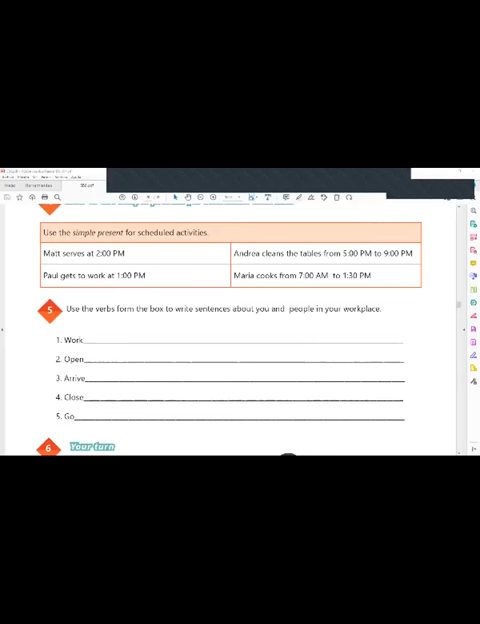 Use the simple present for scheduled activities.
Matt serves at 2:00 PM
Andrea cleans the tables from 5:00 PM to 9:00 PM
Paul gets to work at 1:00 PM
Maria cooks from 7:00 AM to 1:30 PM
5 Use the verbs form the box to write sentences about you and people in your workplace.
1. Work
2. Open
3. Arrive
4. Close
5. Go
6 Your turn